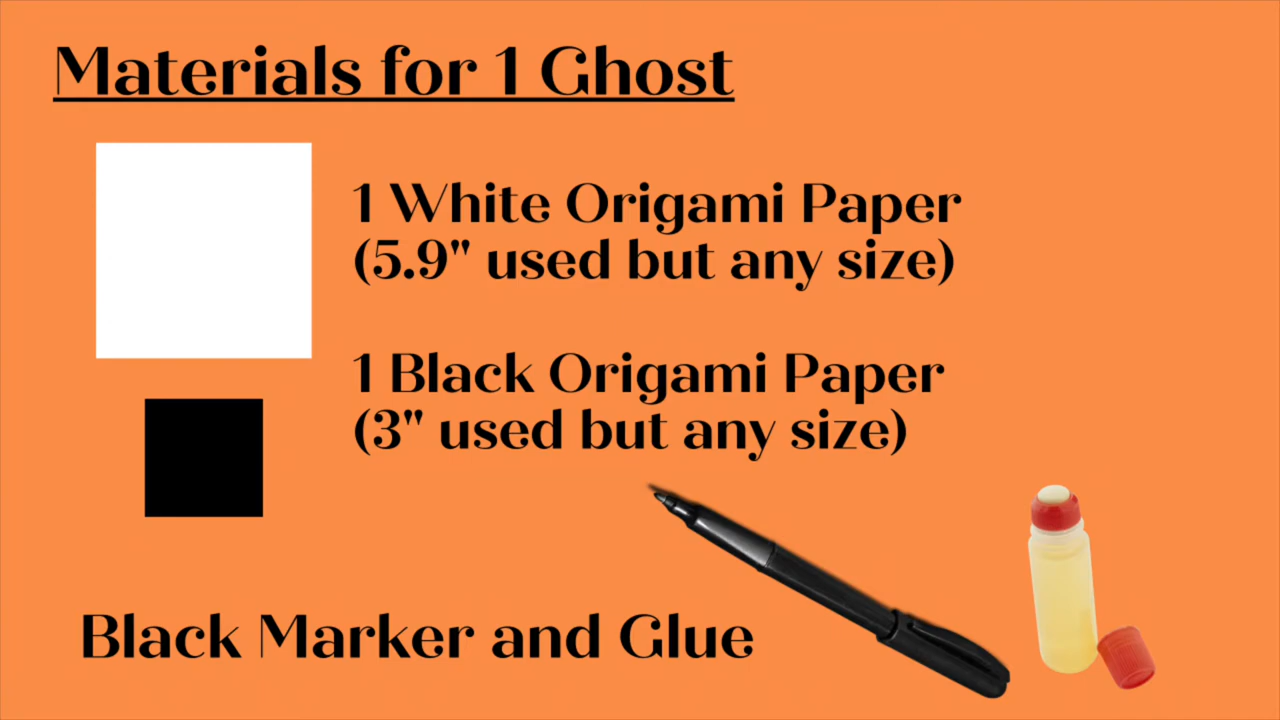 Materials for 1 Ghost
1 White Origami Paper
(5.9" used but any size)
1 Black Origami Paper
(3" used but any size)
Black Marker and Glue